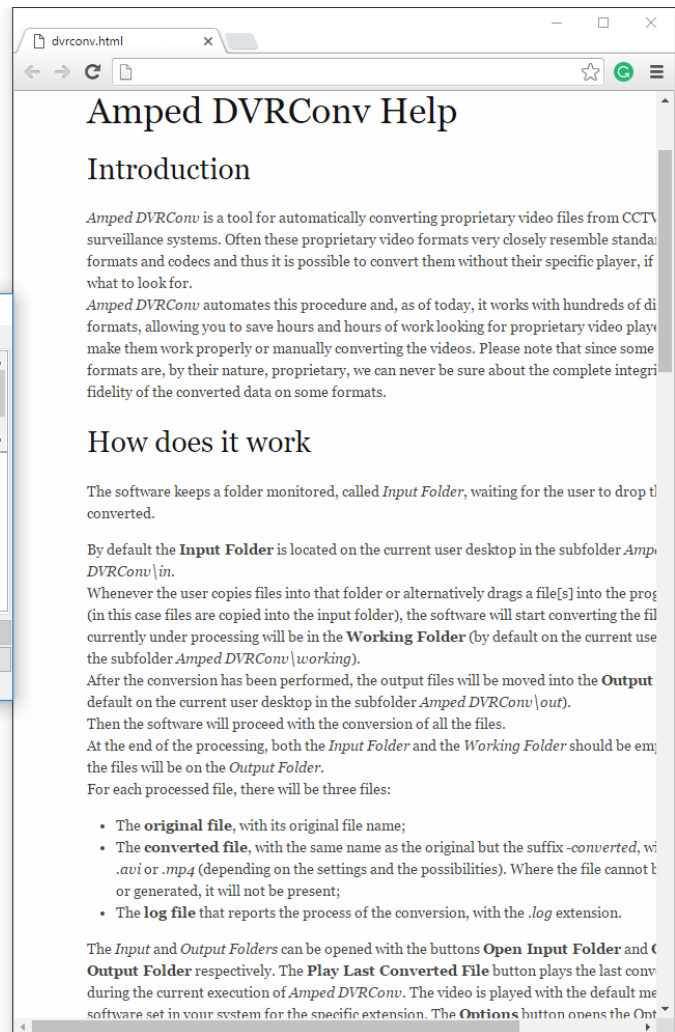 dvrconv.html
Amped DVRConv Help
Introduction
Amped DVRConv is a tool for automatically converting proprietary video files from CCTV
surveillance systems. Often these proprietary video formats very closely resemble
formats and codecs and thus it is possible to convert them without their specific player, if
what to look for.
Amped DVRConv automates this procedure and, as of today, it works with hundreds of
formats, allowing you to save hours and hours of work looking for proprietary video
make them work properly or manually converting the videos. Please note that since some
formats are, by their nature, proprietary, we can never be sure about the complete
fidelity of the converted data on some formats.
How does it work
The software keeps a folder monitored, called Input Folder, waiting for the user to drop
converted.
By default the Input Folder is located on the current user desktop in the subfolder
DVRConv\in.
Whenever the user copies files into that folder or alternatively drags a file[s] into the
(in this case files are copied into the input folder), the software will start converting the
currently under processing will be in the Working Folder (by default on the current
the subfolder Amped DVRConv\working).
After the conversion has been performed, the output files will be moved into the Output
default on the current user desktop in the subfolder Amped DVRConv\out).
Then the software will proceed with the conversion of all the files.
At the end of the processing, both the Input Folder and the Working Folder should be
the files will be on the Output Folder.
For each processed file, there will be three files:
• The original file, with its original file name;
• The converted file, with the same name as the original but the suffix -converted,
.avi or .mp4 (depending on the settings and the possibilities). Where the file cannot
or generated, it will not be present;
• The log file that reports the process of the conversion, with the .log extension.
The Input and Output Folders can be opened with the buttons Open Input Folder and
Output Folder respectively. The Play Last Converted File button plays the last
during the current execution of Amped DVRConv. The video is played with the default
software set in your system for the specific extension. The Options button opens the